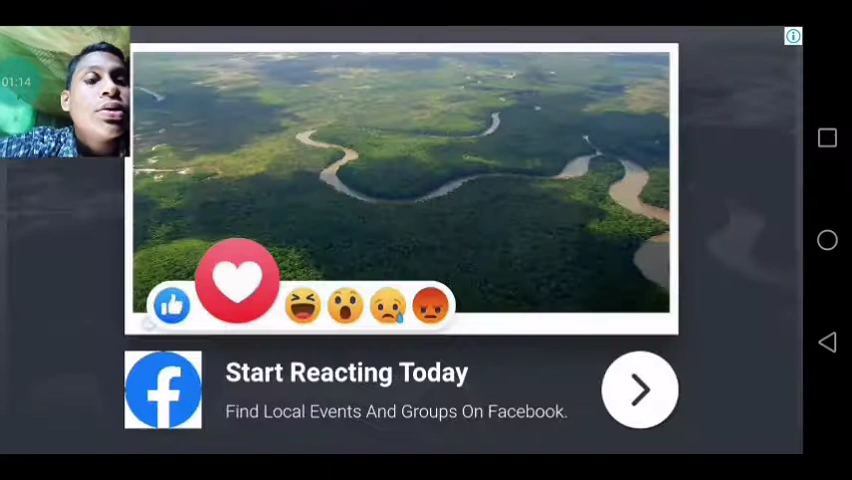 01:14
Start Reacting Today
Find Local Events And Groups On Facebook.